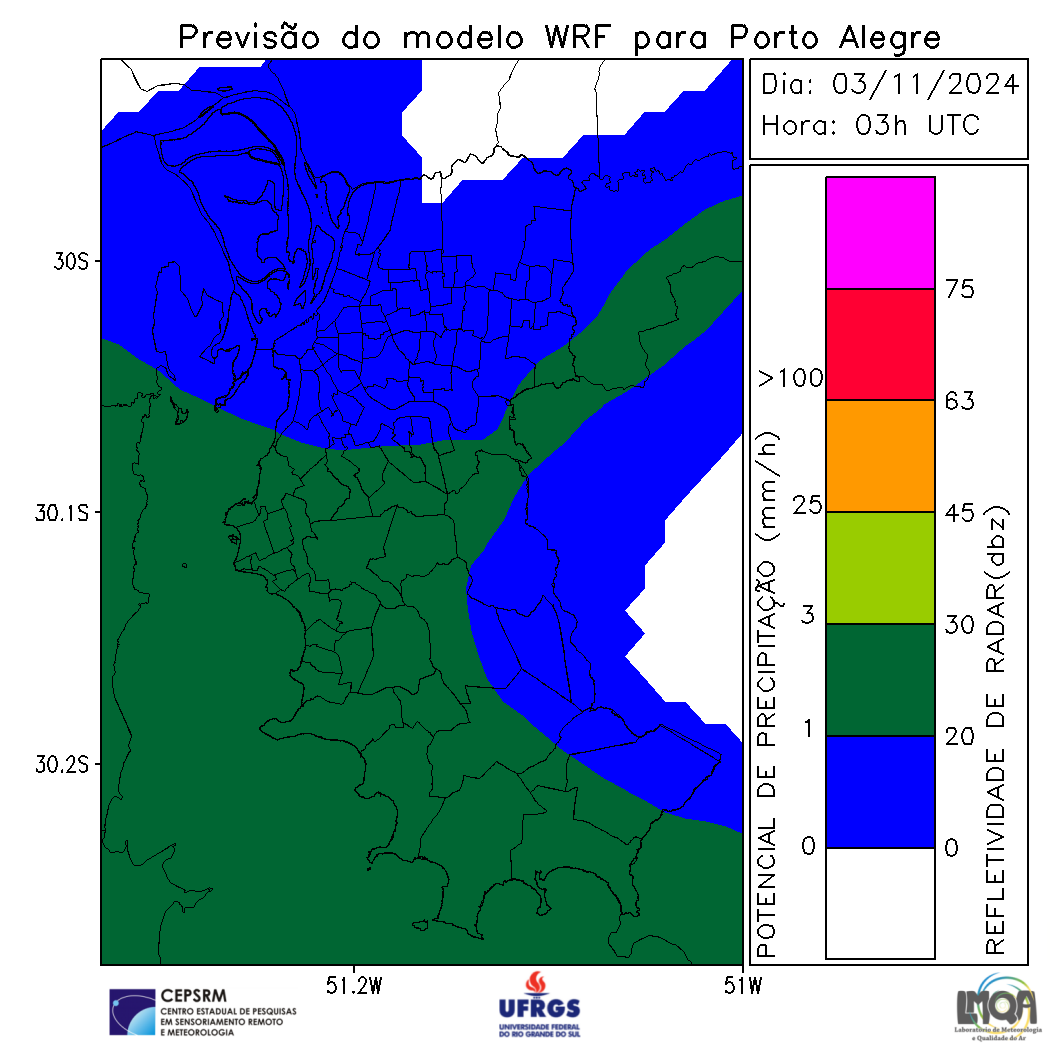 Previsão do modelo WRF para Porto Alegre
Dia: 03/11/2024
Hora: 03h UTC
30S
30.1S
30.2S
51.2W
51W
POTENCIAL DE PRECIPITAÇÃO (mm/h)
>100
25
3
1
0
75
63
45
30
20
0
REFLETIVIDADE DE RADAR(dbz)
CEPSRM
CENTRO ESTADUAL DE PESQUISAS
EM SENSORIAMENTO REMOTO
E METEOROLOGIA
UFRGS
UNIVERSIDADE FEDERAL
DO RIO GRANDE DO SUL
LMQA
Laboratório de Meteorologia
e Qualidade do Ar